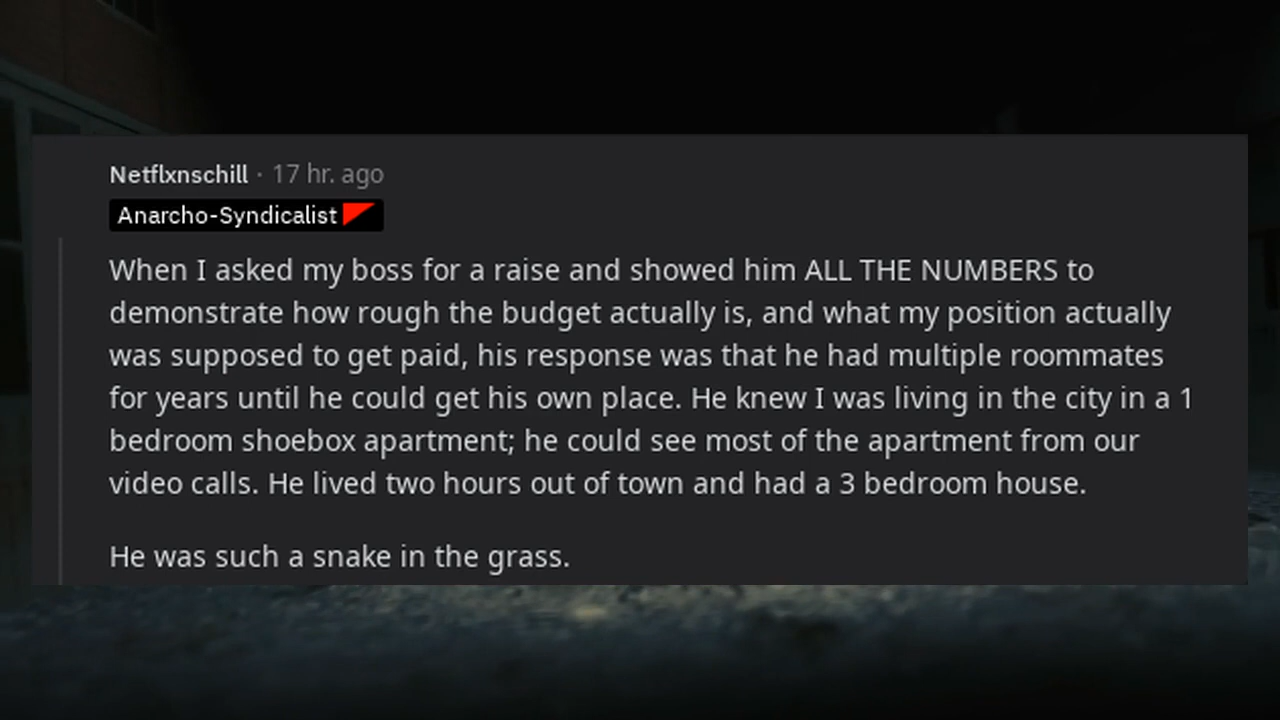 Netflxnschill · 17 hr. ago
Anarcho-Syndicalist
When I asked my boss for a raise and showed him ALL THE NUMBERS to
demonstrate how rough the budget actually is, and what my position actually
was supposed to get paid, his response was that he had multiple roommates
for years until he could get his own place. He knew I was living in the city in a 1
bedroom shoebox apartment; he could see most of the apartment from our
video calls. He lived two hours out of town and had a 3 bedroom house.
He was such a snake in the grass.